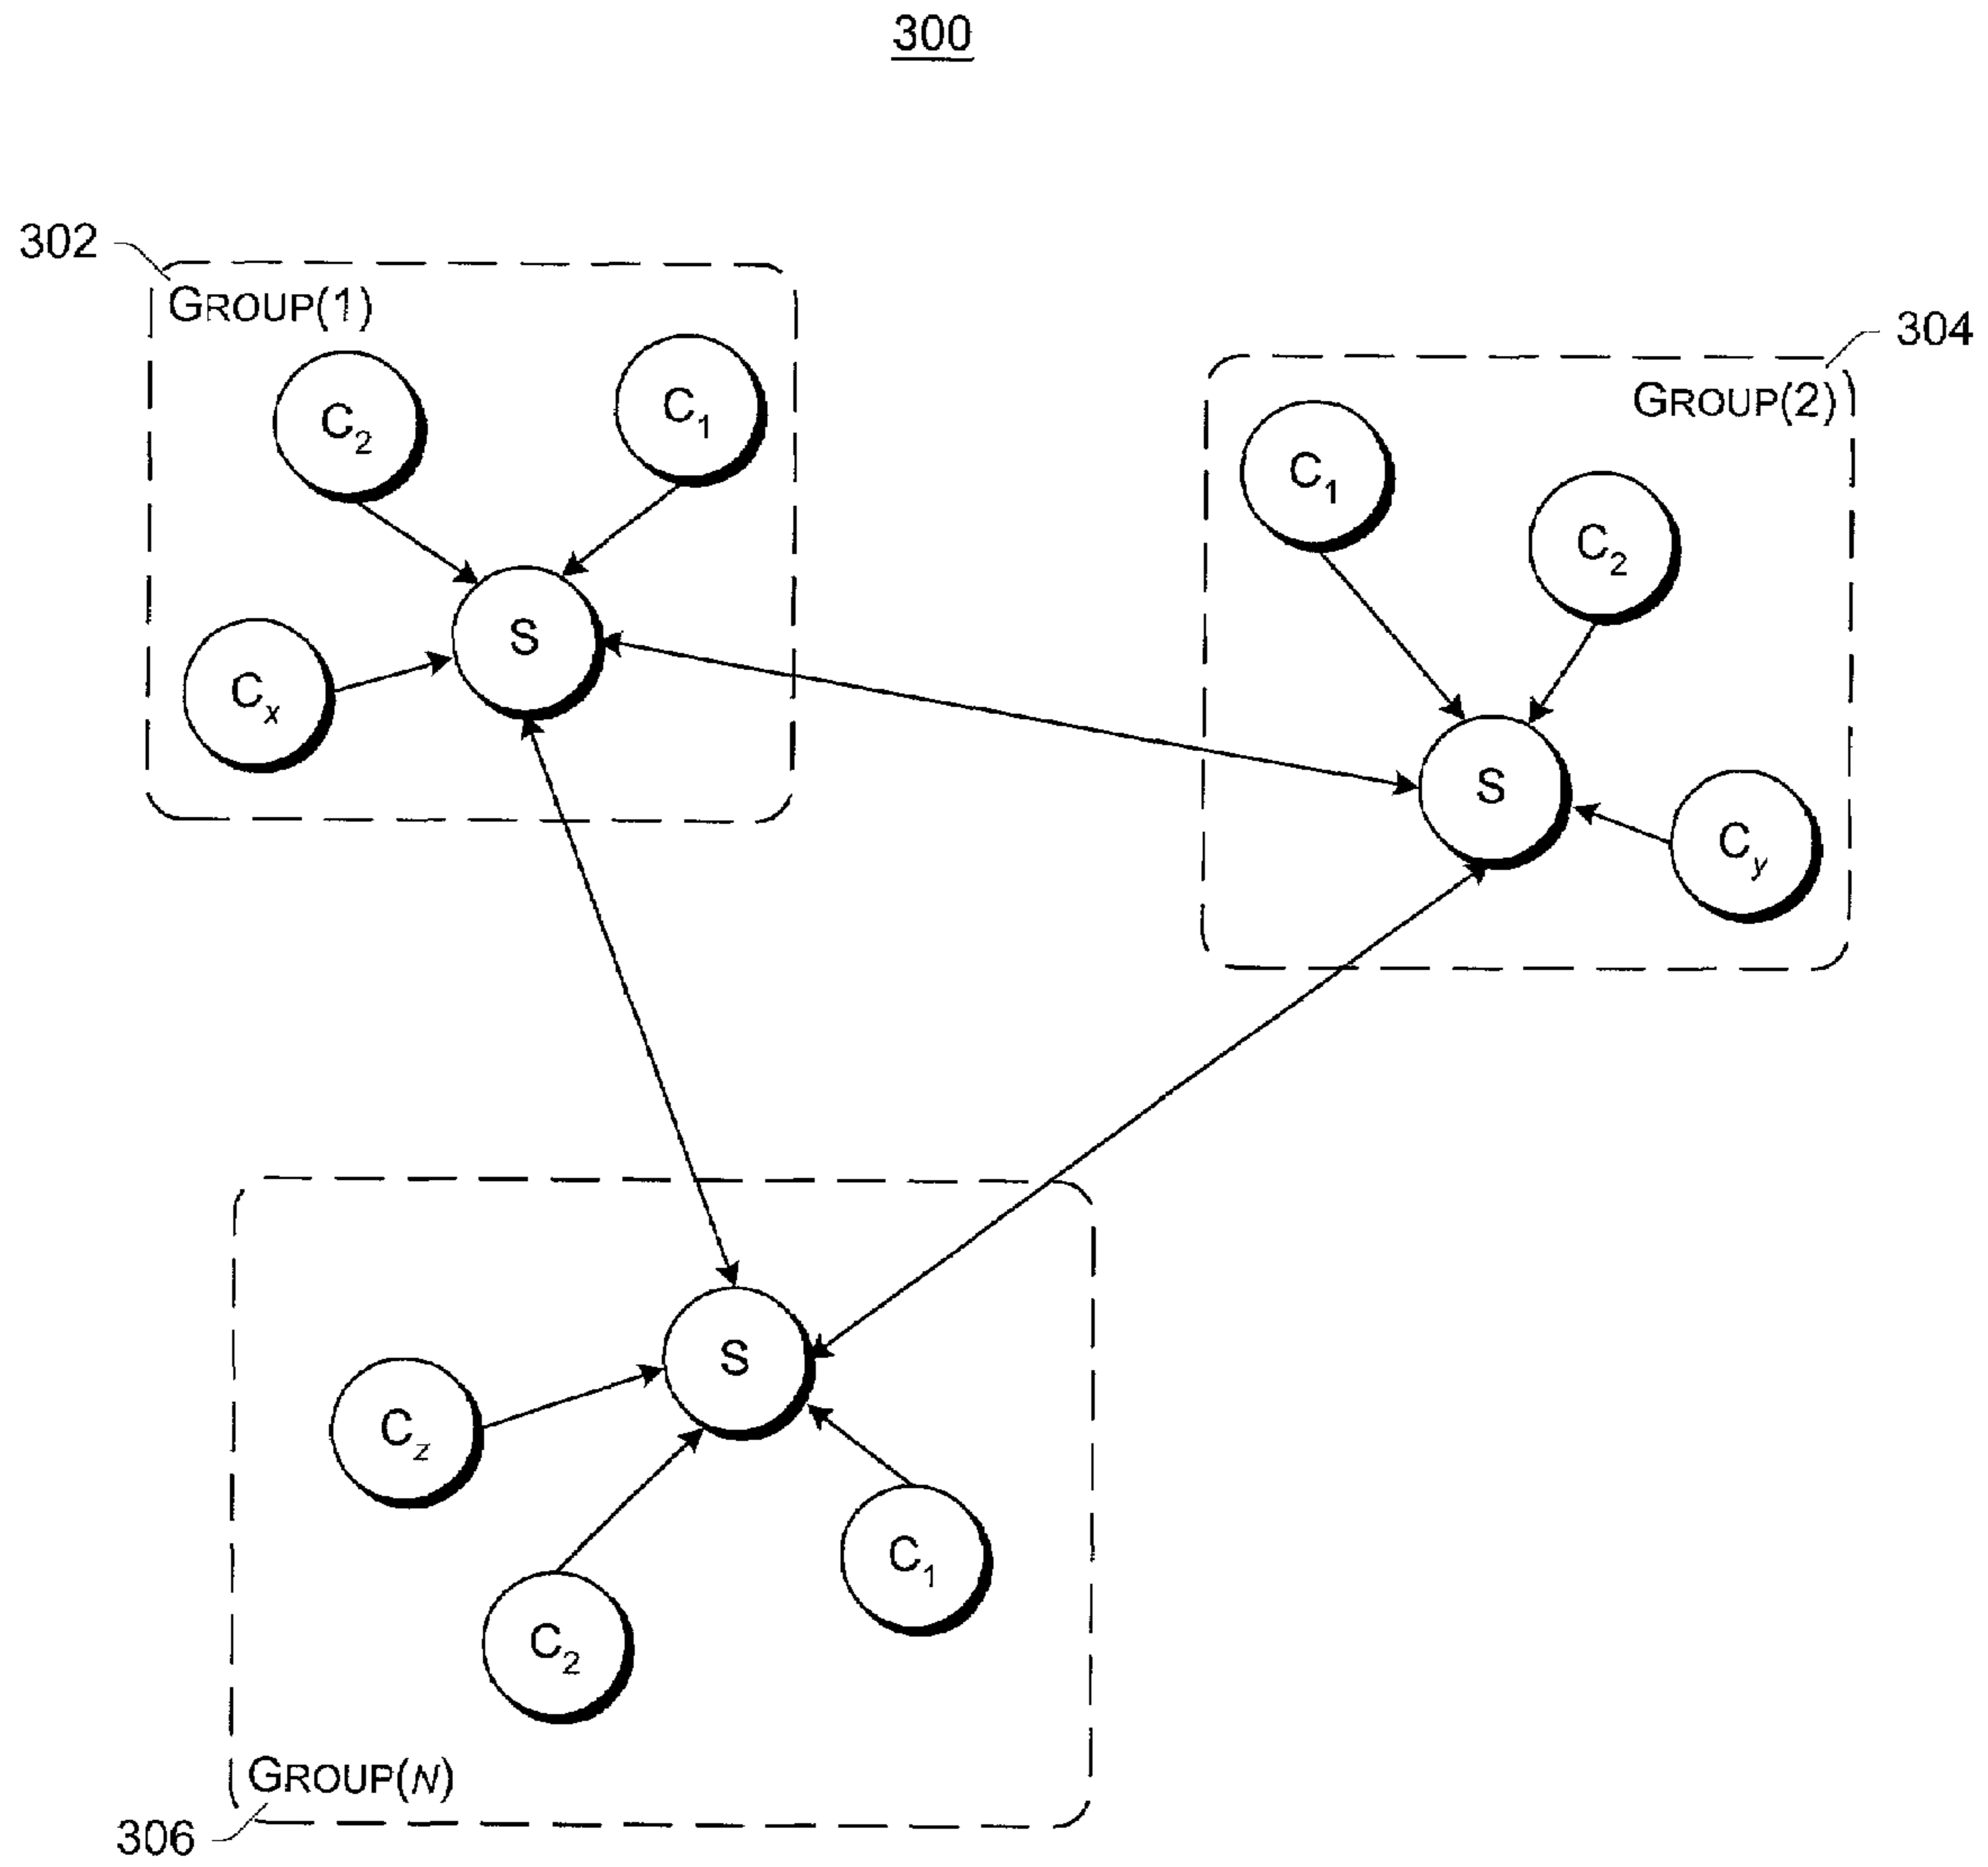 300
302
GROUP(1)
C2
C1
S
Cx
304
GROUP(2)
C1
C2
S
Cy
S
Cz
C1
C2
GROUP(N)
306